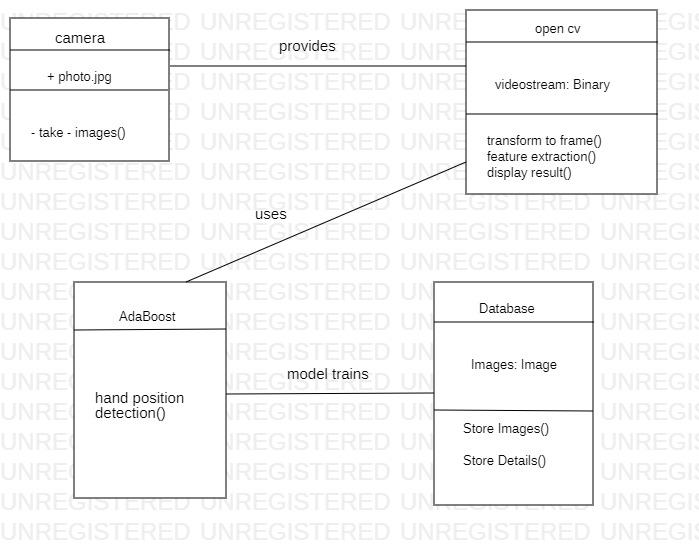 camera
+ photo.jpg
- take - images()
provides
open cv
videostream: Binary
transform to frame()
feature extraction()
display result()
uses
AdaBoost
hand position
detection()
model trains
Database
Images: Image
Store Images()
Store Details()
UNREGISTERED